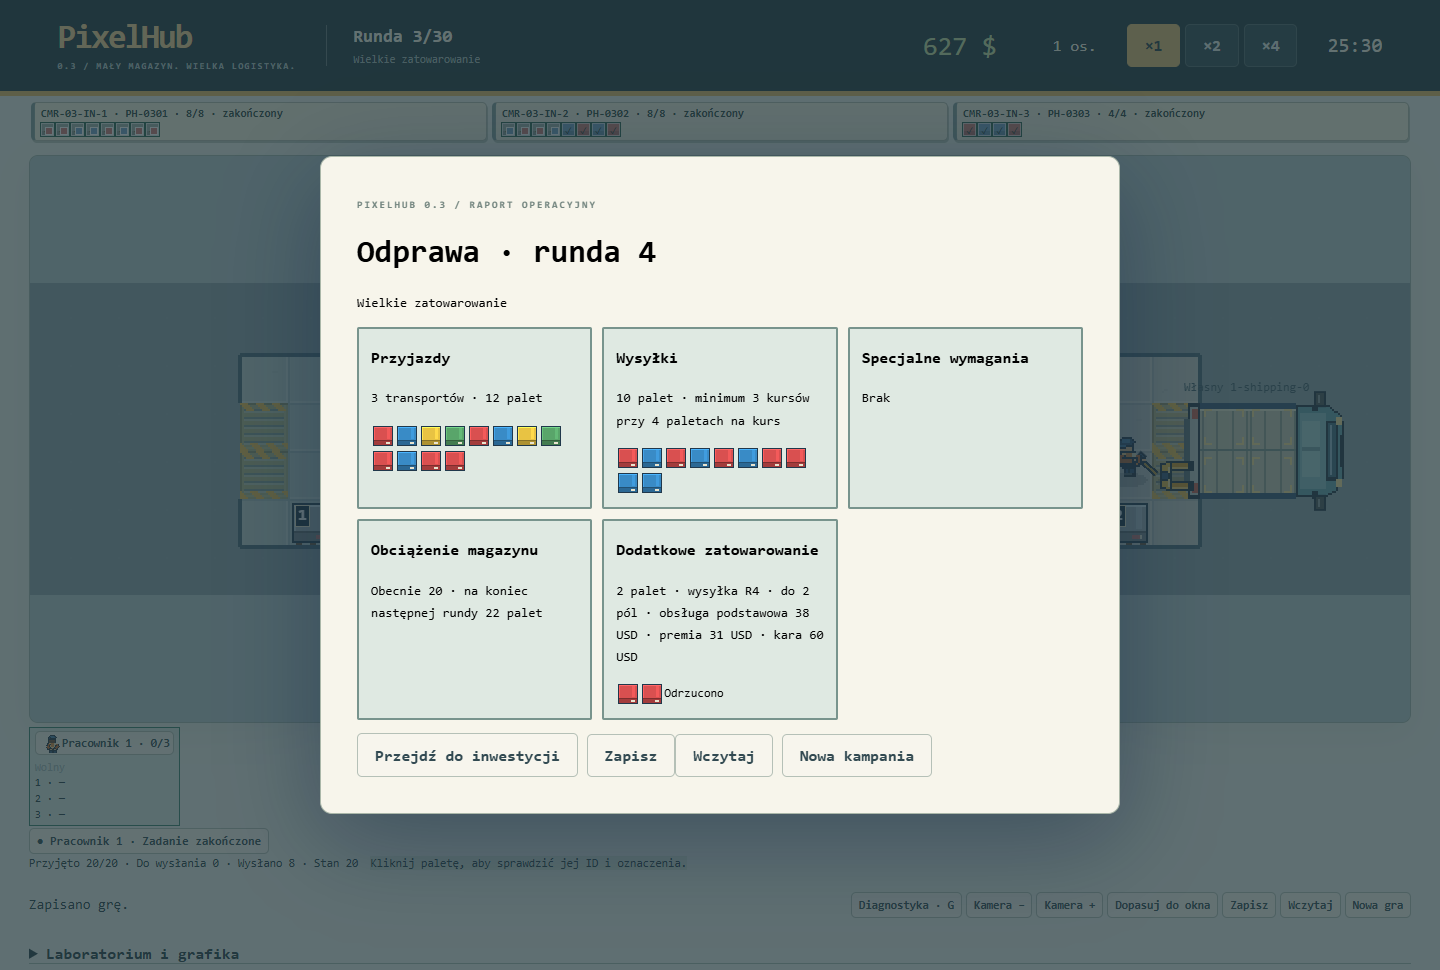 PixelHub
0.3 / MAŁY MAGAZYN. WIELKA LOGISTYKA.
Runda 3/30
Wielkie zatowarowanie
627 $
1 os.
×1
×2
×4
25:30
CMR-03-IN-1 · PH-0301 · 8/8 · zakończony
CMR-03-IN-2 · PH-0302 · 8/8 · zakończony
CMR-03-IN-3 · PH-0303 · 4/4 · zakończony
PIXELHUB 0.3 / RAPORT OPERACYJNY
Odprawa · runda 4
Wielkie zatowarowanie
Przyjazdy
3 transportów · 12 palet
Wysyłki
10 palet · minimum 3 kursów
przy 4 paletach na kurs
Specjalne wymagania
Brak
Obciążenie magazynu
Obecnie 20 · na koniec
następnej rundy 22 palet
Dodatkowe zatowarowanie
2 palet · wysyłka R4 · do 2
pól · obsługa podstawowa 38
USD · premia 31 USD · kara 60
USD
Odrzucono
Przejdź do inwestycji
Zapisz
Wczytaj
Nowa kampania
1
2
Własny 1-shipping-0
Pracownik 1 · 0/3
wolny
1 · —
2 · —
3 · —
● Pracownik 1 · Zadanie zakończone
Przyjęto 20/20 · Do wysłania 0 · Wysłano 8 · Stan 20 Kliknij paletę, aby sprawdzić jej ID i oznaczenia.
Zapisano grę.
Diagnostyka · G
Kamera −
Kamera +
Dopasuj do okna
Zapisz
Wczytaj
Nowa gra
▶ Laboratorium i grafika